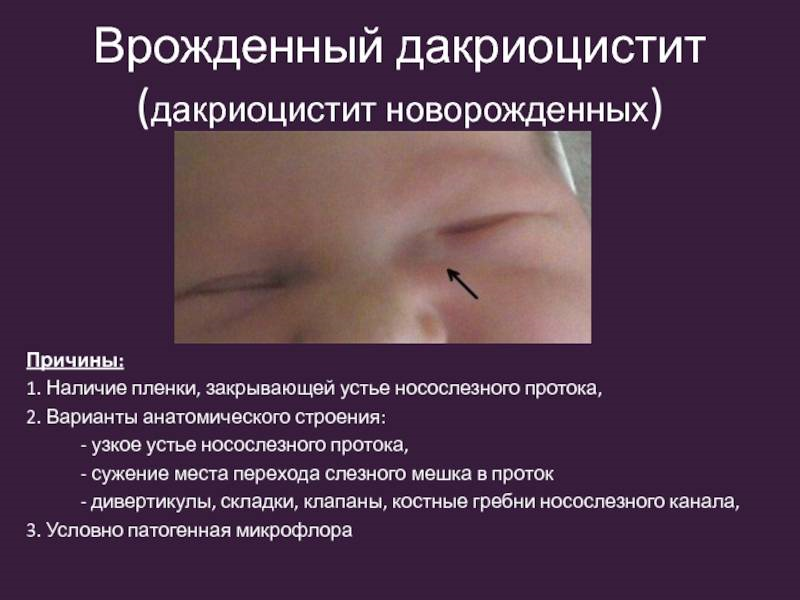 Врожденный дакриоцистит
(дакриоцистит новорожденных)
Причины:
1. Наличие пленки, закрывающей устье носослезного протока,
2. Варианты анатомического строения:
- узкое устье носослезного протока,
- сужение места перехода слезного мешка в проток
- дивертикулы, складки, клапаны, костные гребни носослезного канала,
3. Условно патогенная микрофлора